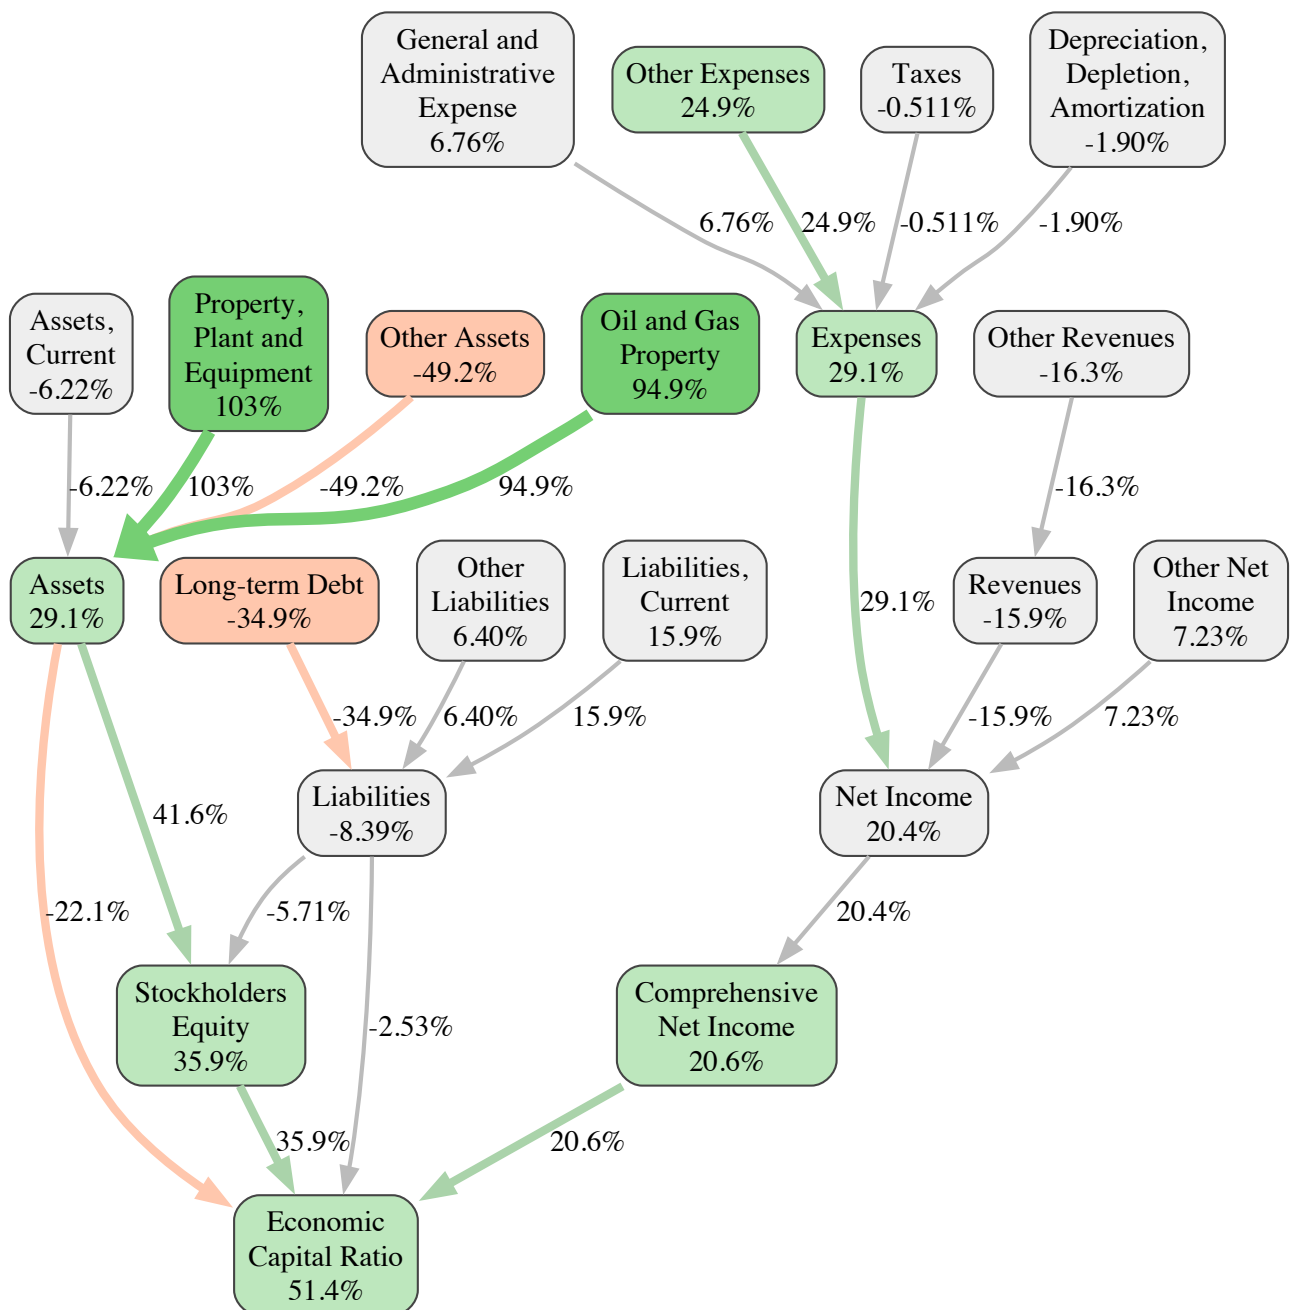 General and
Administrative
Expense
6.76%
Other Expenses
24.9%
Taxes
-0.511%
Depreciation,
Depletion,
Amortization
-1.90%
6.76%
24.9%
-0.511%
-1.90%
Assets,
Current
-6.22%
Property,
Plant and
Equipment
103%
Other Assets
-49.2%
Oil and Gas
Property
94.9%
Expenses
29.1%
Other Revenues
-16.3%
-6.22%
103%
-49.2%
94.9%
-16.3%
Assets
29.1%
Long-term Debt
-34.9%
Other
Liabilities
6.40%
Liabilities,
Current
15.9%
29.1%
Revenues
-15.9%
Other Net
Income
7.23%
-34.9%
6.40%
15.9%
-15.9%
7.23%
41.6%
Liabilities
-8.39%
Net Income
20.4%
-22.1%
-5.71%
20.4%
Stockholders
Equity
35.9%
-2.53%
Comprehensive
Net Income
20.6%
35.9%
20.6%
Economic
Capital Ratio
51.4%